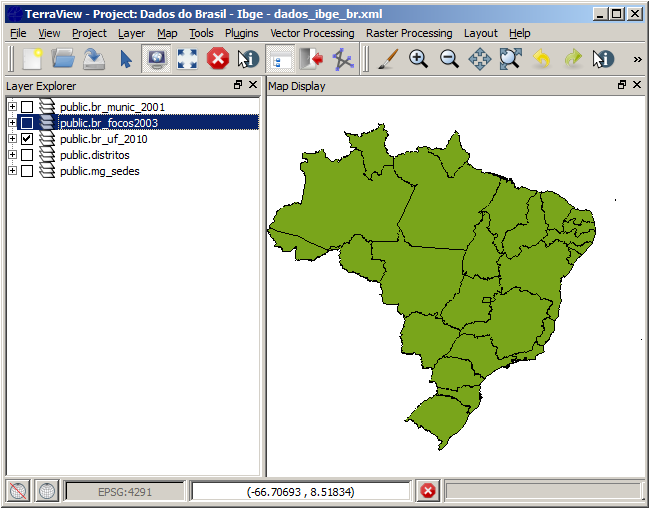 TerraView - Project: Dados do Brasil - Ibge - dados_ibge_br.xml
File View Project Layer Map Tools Plugins Vector Processing Raster Processing Layout Help
Layer Explorer
public.br_munic_2001
public.br_focos2003
public.br_uf_2010
public.distritos
public.mg_sedes
Map Display
EPSG:4291
(-66.70693 , 8.51834)